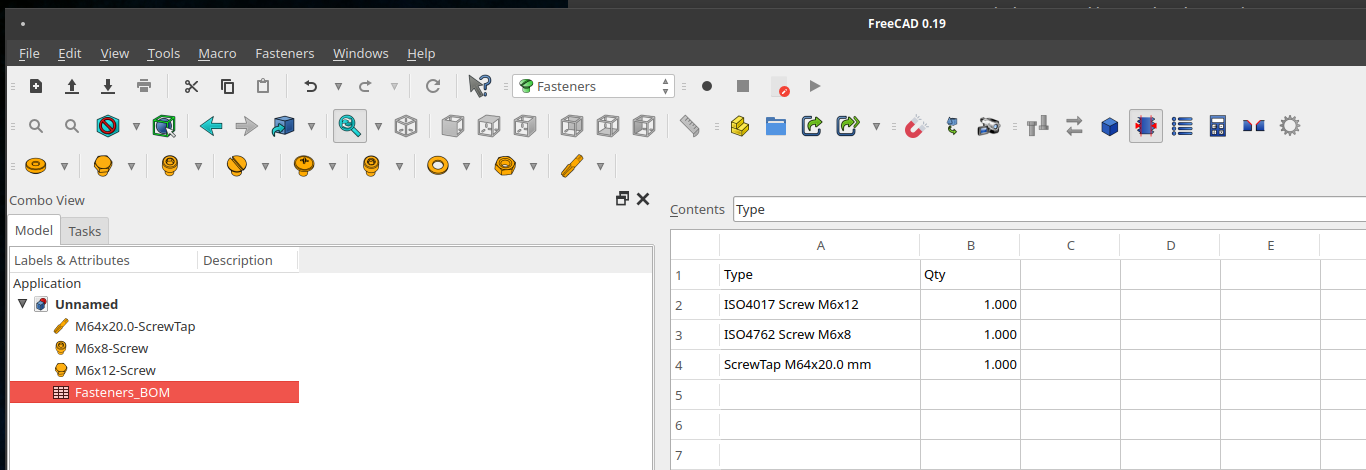 FreeCAD 0.19
File Edit View Tools Macro Fasteners Windows Help
Fasteners
Combo View
Model Tasks
Labels & Attributes Description
Application
Unnamed
M64x20.0-ScrewTap
M6x8-Screw
M6x12-Screw
Fasteners_BOM
Contents Type
A B C D E
1 Type Qty
2 ISO4017 Screw M6x12 1.000
3 ISO4762 Screw M6x8 1.000
4 ScrewTap M64x20.0 mm 1.000
5
6
7